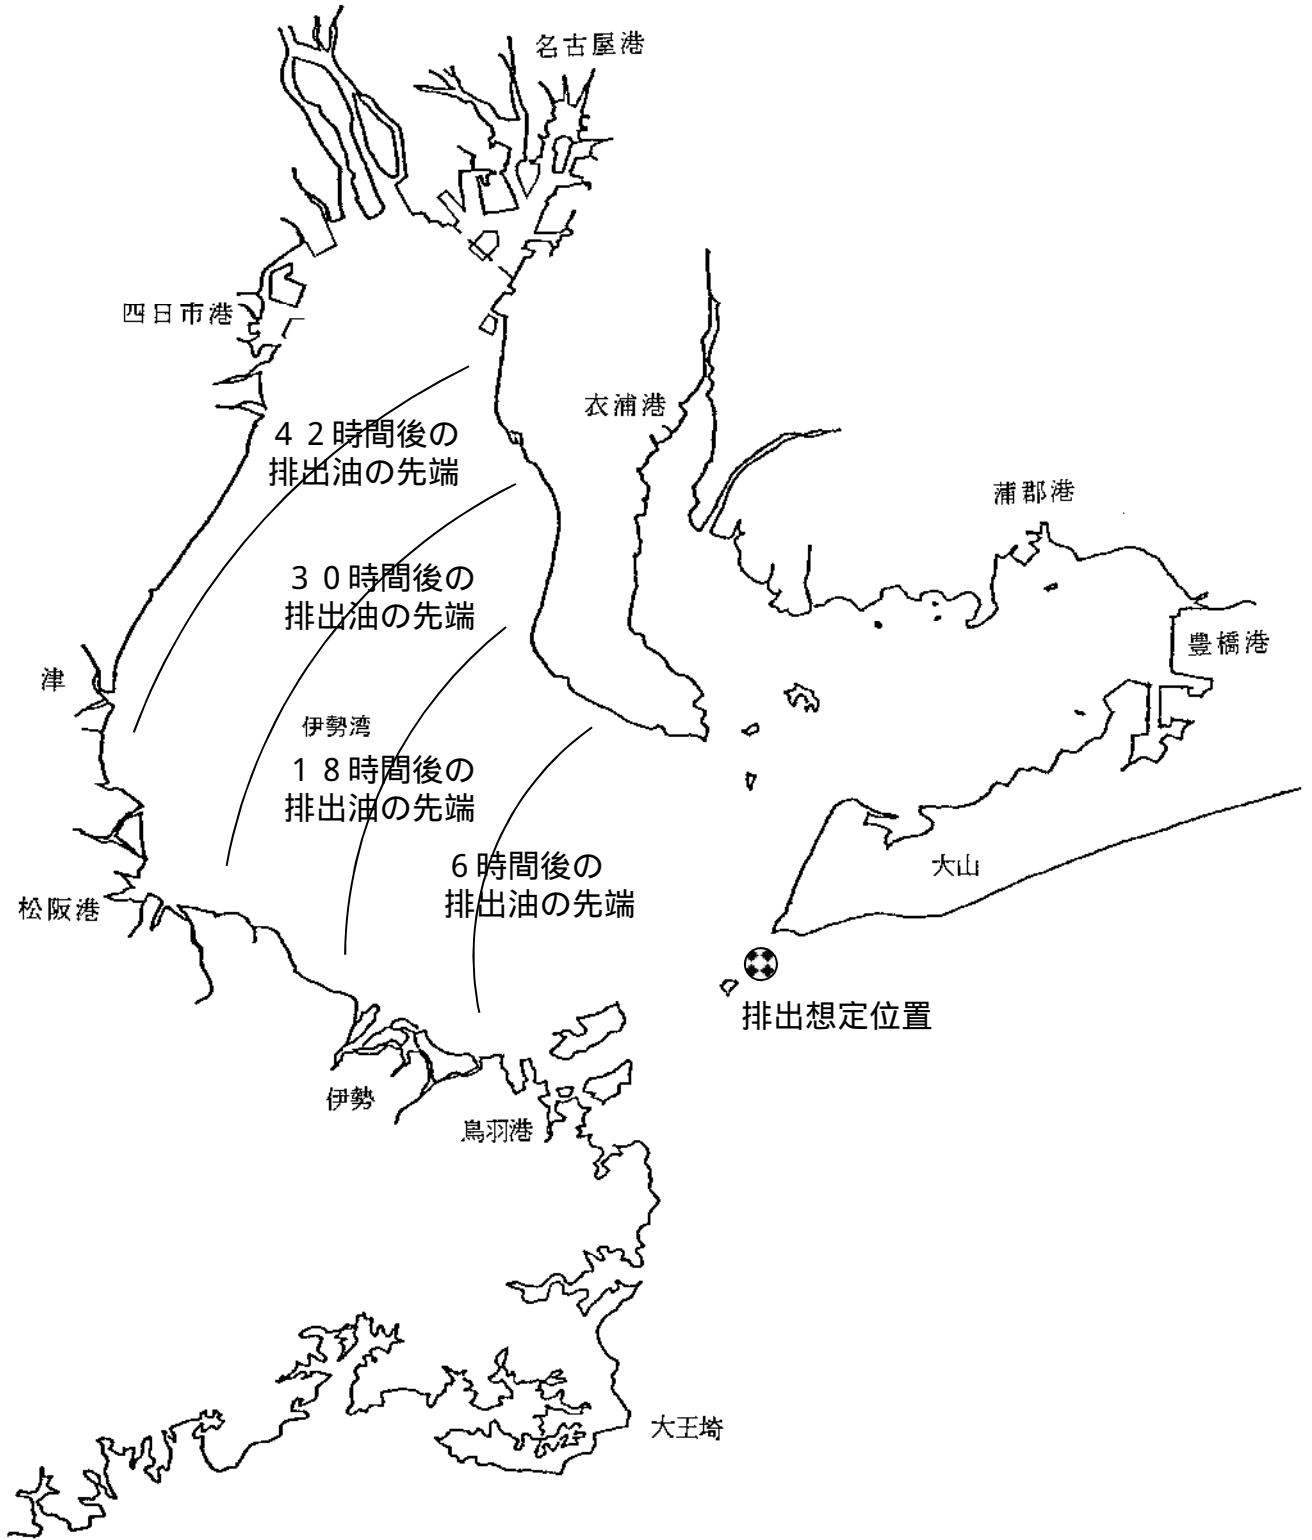 名古屋港
四日市港
衣浦港
４２時間後の
排出油の先端
蒲郡港
３０時間後の
排出油の先端
豊橋港
津
伊勢湾
１８時間後の
排出油の先端
６時間後の
排出油の先端
大山
松阪港
排出想定位置
伊勢
鳥羽港
大王埼